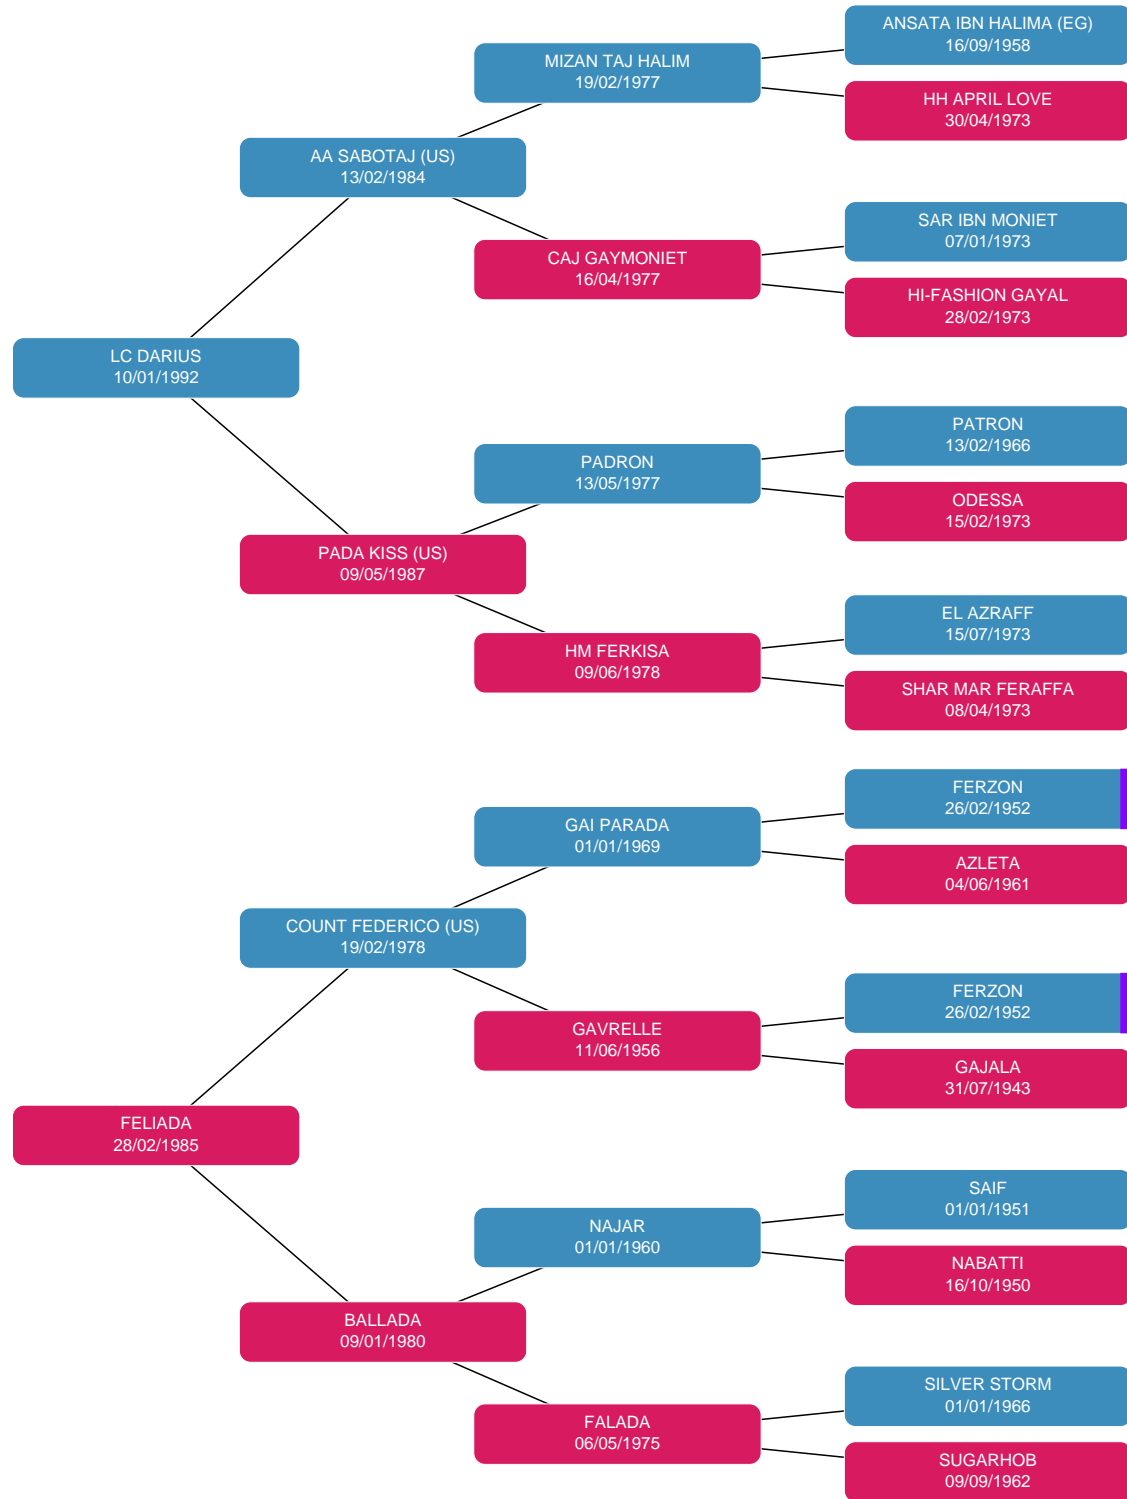 ANSATA IBN HALIMA (EG)
16/09/1958
MIZAN TAJ HALIM
19/02/1977
HH APRIL LOVE
30/04/1973
AA SABOTAJ (US)
13/02/1984
SAR IBN MONIET
07/01/1973
CAJ GAYMONIET
16/04/1977
HI-FASHION GAYAL
28/02/1973
LC DARIUS
10/01/1992
PATRON
13/02/1966
PADRON
13/05/1977
ODESSA
15/02/1973
PADA KISS (US)
09/05/1987
EL AZRAFF
15/07/1973
HM FERKISA
09/06/1978
SHAR MAR FERAFFA
08/04/1973
FERZON
26/02/1952
GAI PARADA
01/01/1969
AZLETA
04/06/1961
COUNT FEDERICO (US)
19/02/1978
FERZON
26/02/1952
GAVRELLE
11/06/1956
GAJALA
31/07/1943
FELIADA
28/02/1985
SAIF
01/01/1951
NAJAR
01/01/1960
NABATTI
16/10/1950
BALLADA
09/01/1980
SILVER STORM
01/01/1966
FALADA
06/05/1975
SUGARHOB
09/09/1962